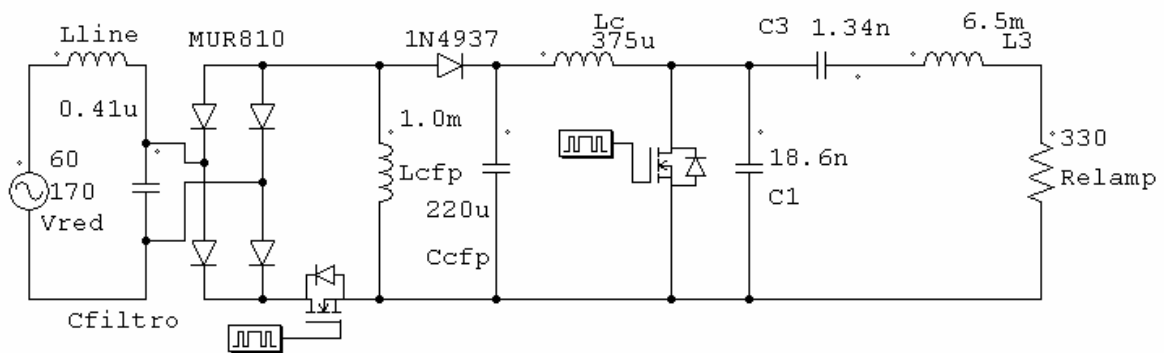 Lline
MUR810
1N4937
Lc
375u
C3 1.34n
6.5m
L3
0.41u
1.0m
Lcfp
60
170
Vred
220u
Ccfp
18.6n
C1
330
Relamp
Cfiltro